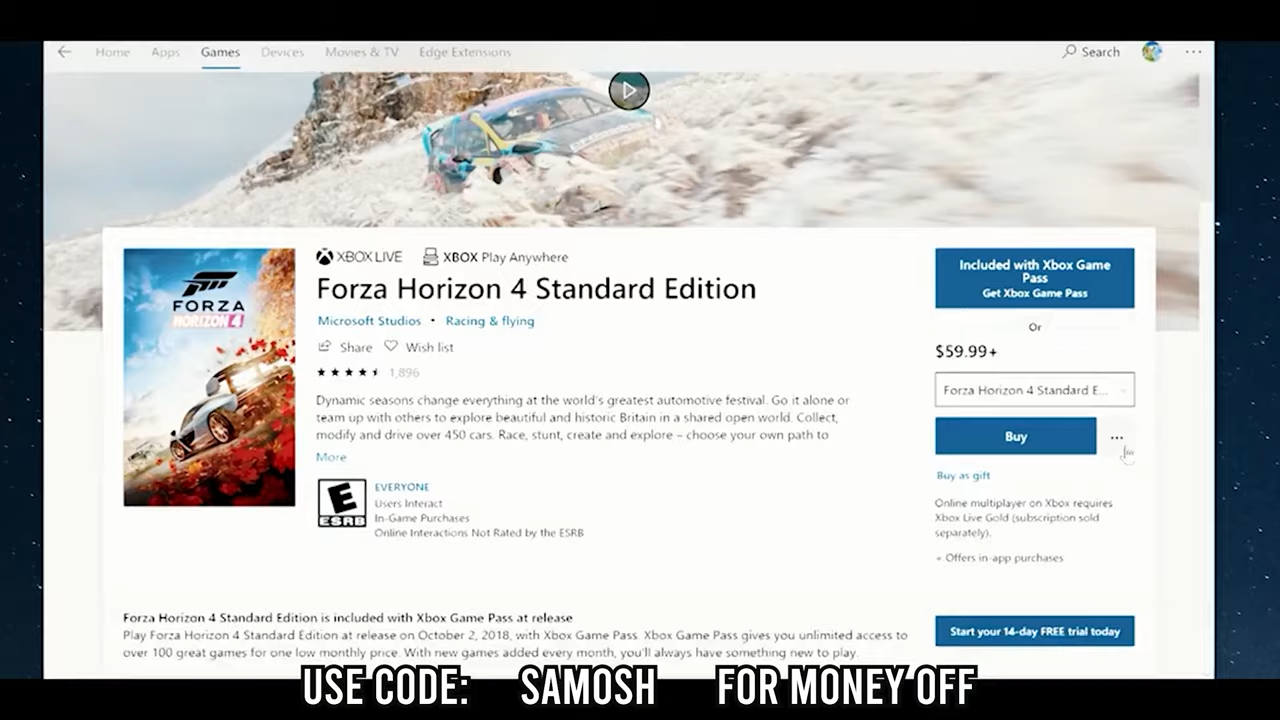 Home Apps Games Devices Movies & TV Edge Extensions Search ...
XBOX LIVE XBOX Play Anywhere
Forza Horizon 4 Standard Edition
Microsoft Studios • Racing & flying
Share Wish list
1,896
Dynamic seasons change everything at the world's greatest automotive festival. Go it alone or
team up with others to explore beautiful and historic Britain in a shared open world. Collect,
modify and drive over 450 cars. Race, stunt, create and explore – choose your own path to
More
FORZA
HORIZON 4
E
ESRB
EVERYONE
Users Interact
In-Game Purchases
Online Interactions Not Rated by the ESRB
Included with Xbox Game
Pass
Get Xbox Game Pass
Or
$59.99+
Forza Horizon 4 Standard E...
Buy ...
Buy as gift
Online multiplayer on Xbox requires
Xbox Live Gold (subscription sold
separately).
+ Offers in-app purchases
Forza Horizon 4 Standard Edition is included with Xbox Game Pass at release
Play Forza Horizon 4 Standard Edition at release on October 2, 2018, with Xbox Game Pass. Xbox Game Pass gives you unlimited access to
over 100 great games for one low monthly price. With new games added every month, you'll always have something new to play.
Start your 14-day FREE trial today
USE CODE: SAMOSH FOR MONEY OFF